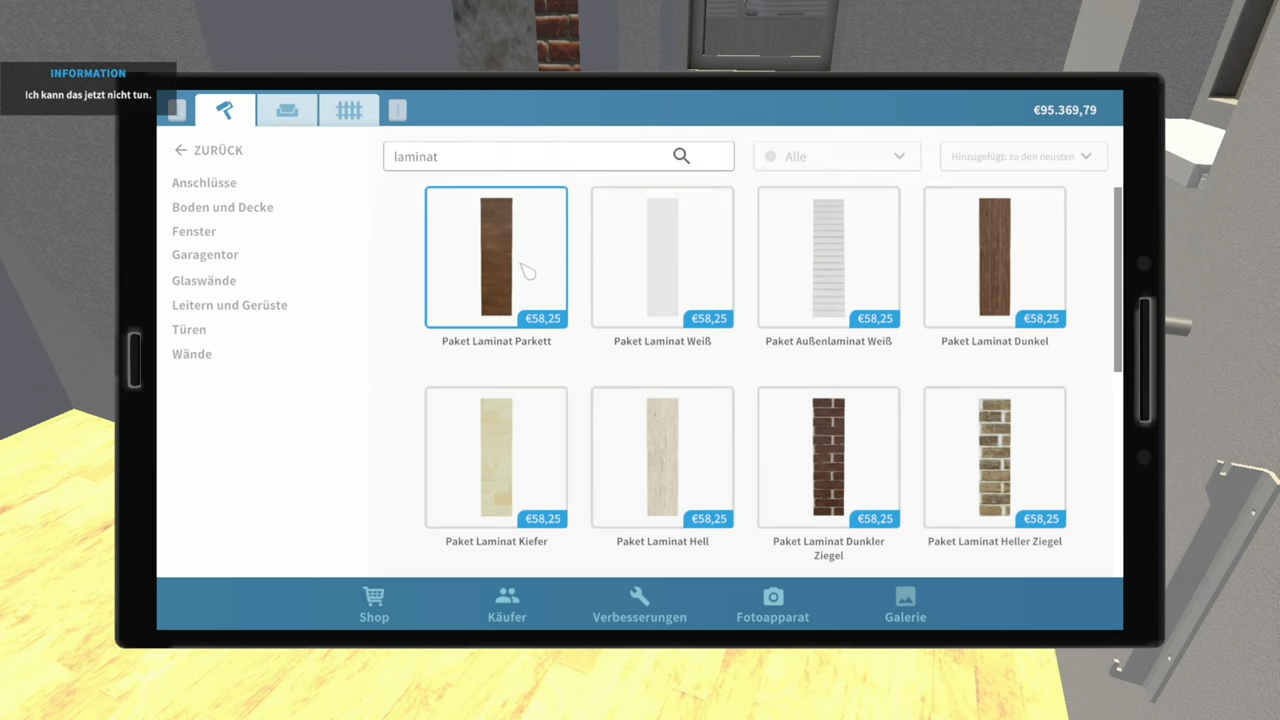 INFORMATION
Ich kann das jetzt nicht tun.
€95.369,79
ZURÜCK
laminat
Alle
Hinzugefügt: zu den neusten
Anschlüsse
Boden und Decke
Fenster
Garagentor
Glaswände
Leitern und Gerüste
Türen
Wände
€58,25
€58,25
€58,25
€58,25
Paket Laminat Parkett
Paket Laminat Weiß
Paket Außenlaminat Weiß
Paket Laminat Dunkel
€58,25
€58,25
€58,25
€58,25
Paket Laminat Kiefer
Paket Laminat Hell
Paket Laminat Dunkler
Ziegel
Paket Laminat Heller Ziegel
Shop
Käufer
Verbesserungen
Fotoapparat
Galerie